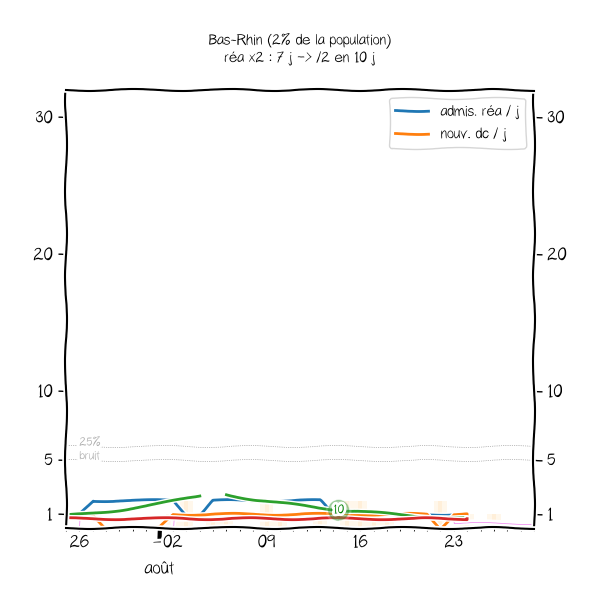 Bas-Rhin (2% de la population)
réa x2 : 7 j -> /2 en 10 j
admis. réa / j
nouv. dc / j
30
30
20
20
10
10
25%
bruit
5
5
1
10
1
26
02
09
16
23
août